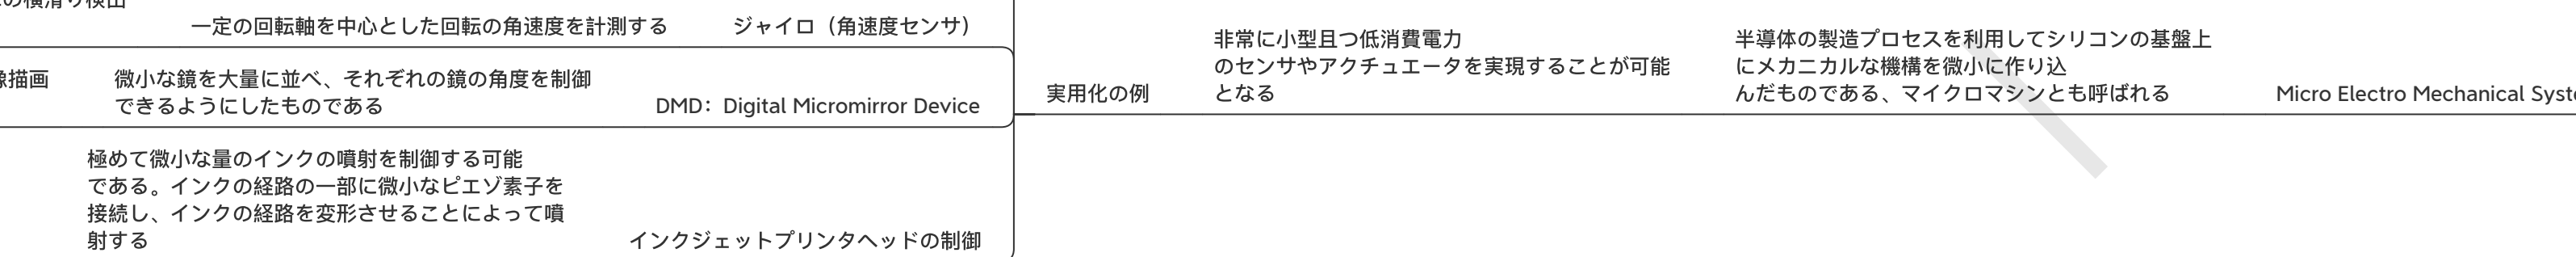 一定の回転軸を中心とした回転の角速度を計測する
ジャイロ（角速度センサ）
像描画
微小な鏡を大量に並べ、それぞれの鏡の角度を制御
できるようにしたものである
DMD：Digital Micromirror Device
極めて微小な量のインクの噴射を制御する可能
である。インクの経路の一部に微小なピエゾ素子を
接続し、インクの経路を変形させることによって噴
射する
インクジェットプリンタヘッドの制御
実用化の例
非常に小型且つ低消費電力
のセンサやアクチュエータを実現することが可能
となる
半導体の製造プロセスを利用してシリコンの基盤上
にメカニカルな機構を微小に作り込
んだものである、マイクロマシンとも呼ばれる
Micro Electro Mechanical Syst